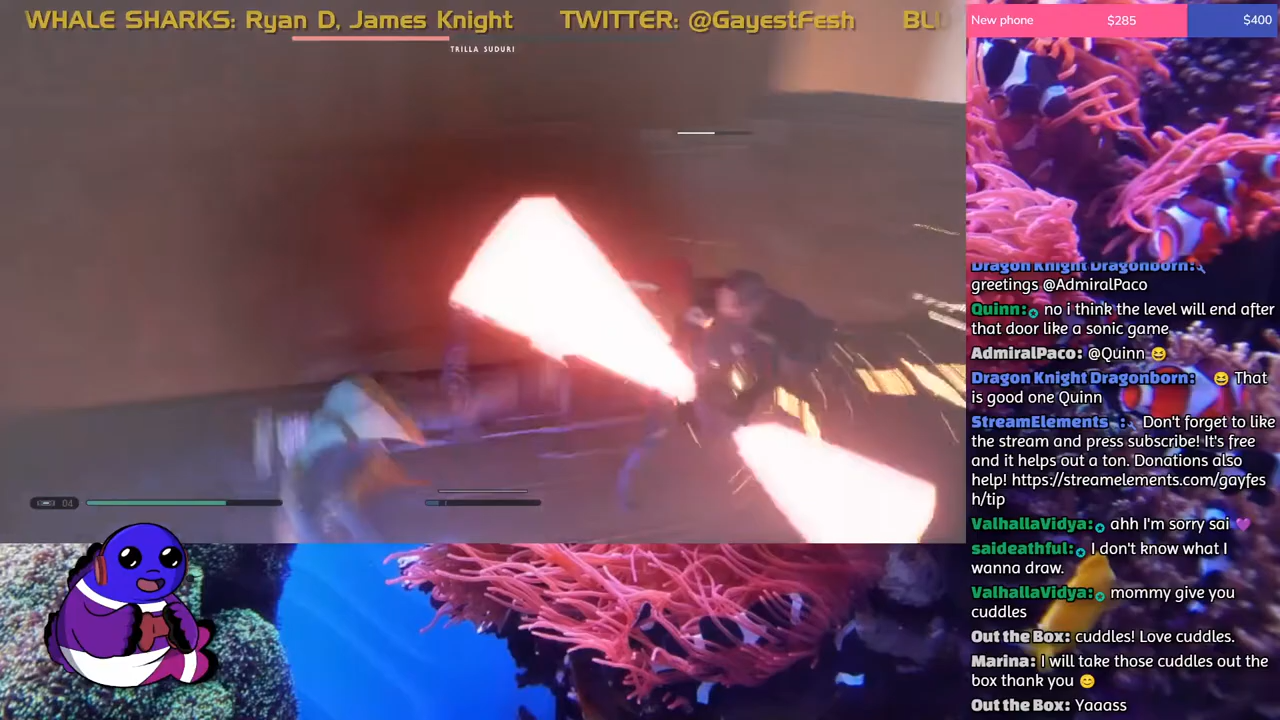 WHALE SHARKS: Ryan D, James Knight TWITTER: @GayestFesh
TRILLA SUDURI
04
New phone $285 $400
Dragon Knight Dragonborn:
greetings @AdmiralPaco
Quinn: no i think the level will end after
that door like a sonic game
AdmiralPaco: @Quinn 😆
Dragon Knight Dragonborn: 😆 That
is good one Quinn
StreamElements : Don't forget to like
the stream and press subscribe! It's free
and it helps out a ton. Donations also
help! https://streamelements.com/gayfes
h/tip
ValhallaVidya: ahh I'm sorry sai 💜
saideathful: I don't know what I
wanna draw.
ValhallaVidya: mommy give you
cuddles
Out the Box: cuddles! Love cuddles.
Marina: I will take those cuddles out the
box thank you 😊
Out the Box: Yaaass